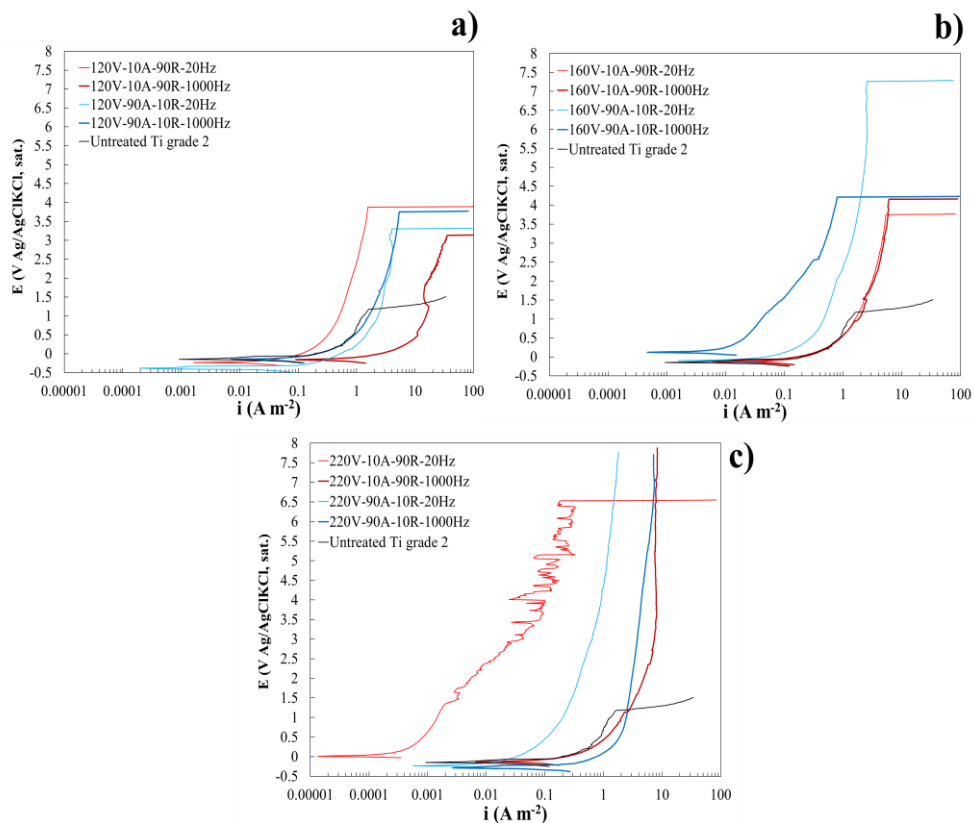 a)
E (V Ag/AgClKCl, sat.)
8
7.5
7
6.5
6
5.5
5
4.5
4
3.5
3
2.5
2
1.5
1
0.5
0
-0.5
120V-10A-90R-20Hz
120V-10A-90R-1000Hz
120V-90A-10R-20Hz
120V-90A-10R-1000Hz
Untreated Ti grade 2
0.00001 0.0001 0.001 0.01 0.1 1 10 100
i (A m-2)
b)
E (V Ag/AgClKCl, sat.)
8
7.5
7
6.5
6
5.5
5
4.5
4
3.5
3
2.5
2
1.5
1
0.5
0
-0.5
160V-10A-90R-20Hz
160V-10A-90R-1000Hz
160V-90A-10R-20Hz
160V-90A-10R-1000Hz
Untreated Ti grade 2
0.00001 0.0001 0.001 0.01 0.1 1 10 100
i (A m-2)
c)
E (V Ag/AgClKCl, sat.)
8
7.5
7
6.5
6
5.5
5
4.5
4
3.5
3
2.5
2
1.5
1
0.5
0
-0.5
220V-10A-90R-20Hz
220V-10A-90R-1000Hz
220V-90A-10R-20Hz
220V-90A-10R-1000Hz
Untreated Ti grade 2
0.00001 0.0001 0.001 0.01 0.1 1 10 100
i (A m-2)